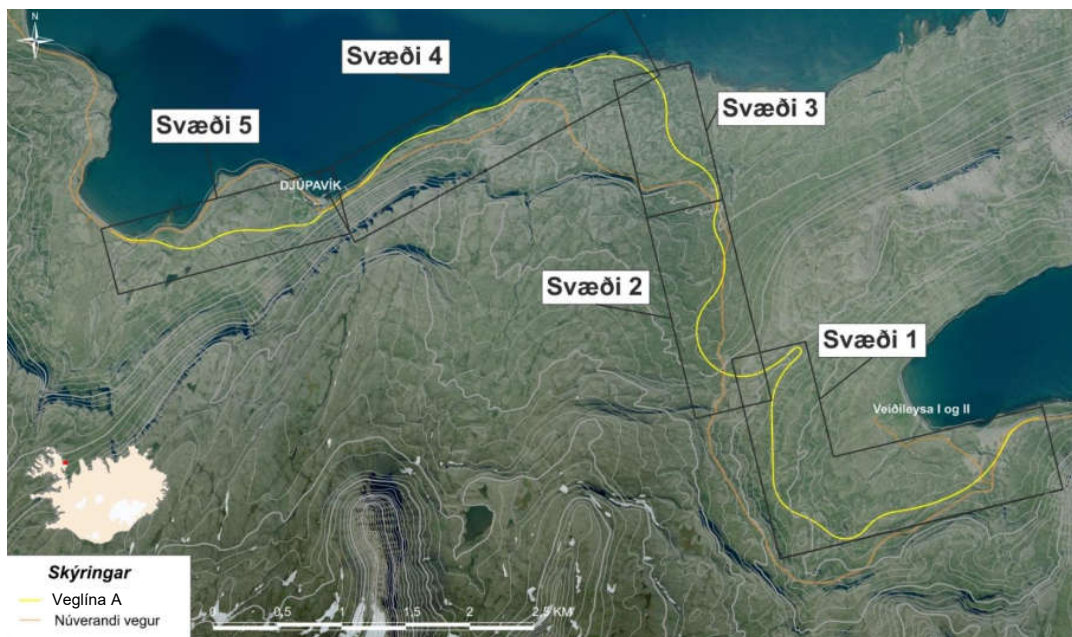 N
Svæði 4
Svæði 3
Svæði 5
DJÚPAVÍK
Svæði 2
Svæði 1
Veiðileysa I og II
Skýringar
Veglína A
Núverandi vegur
0 0,5 1 1,5 2 2,5 KM